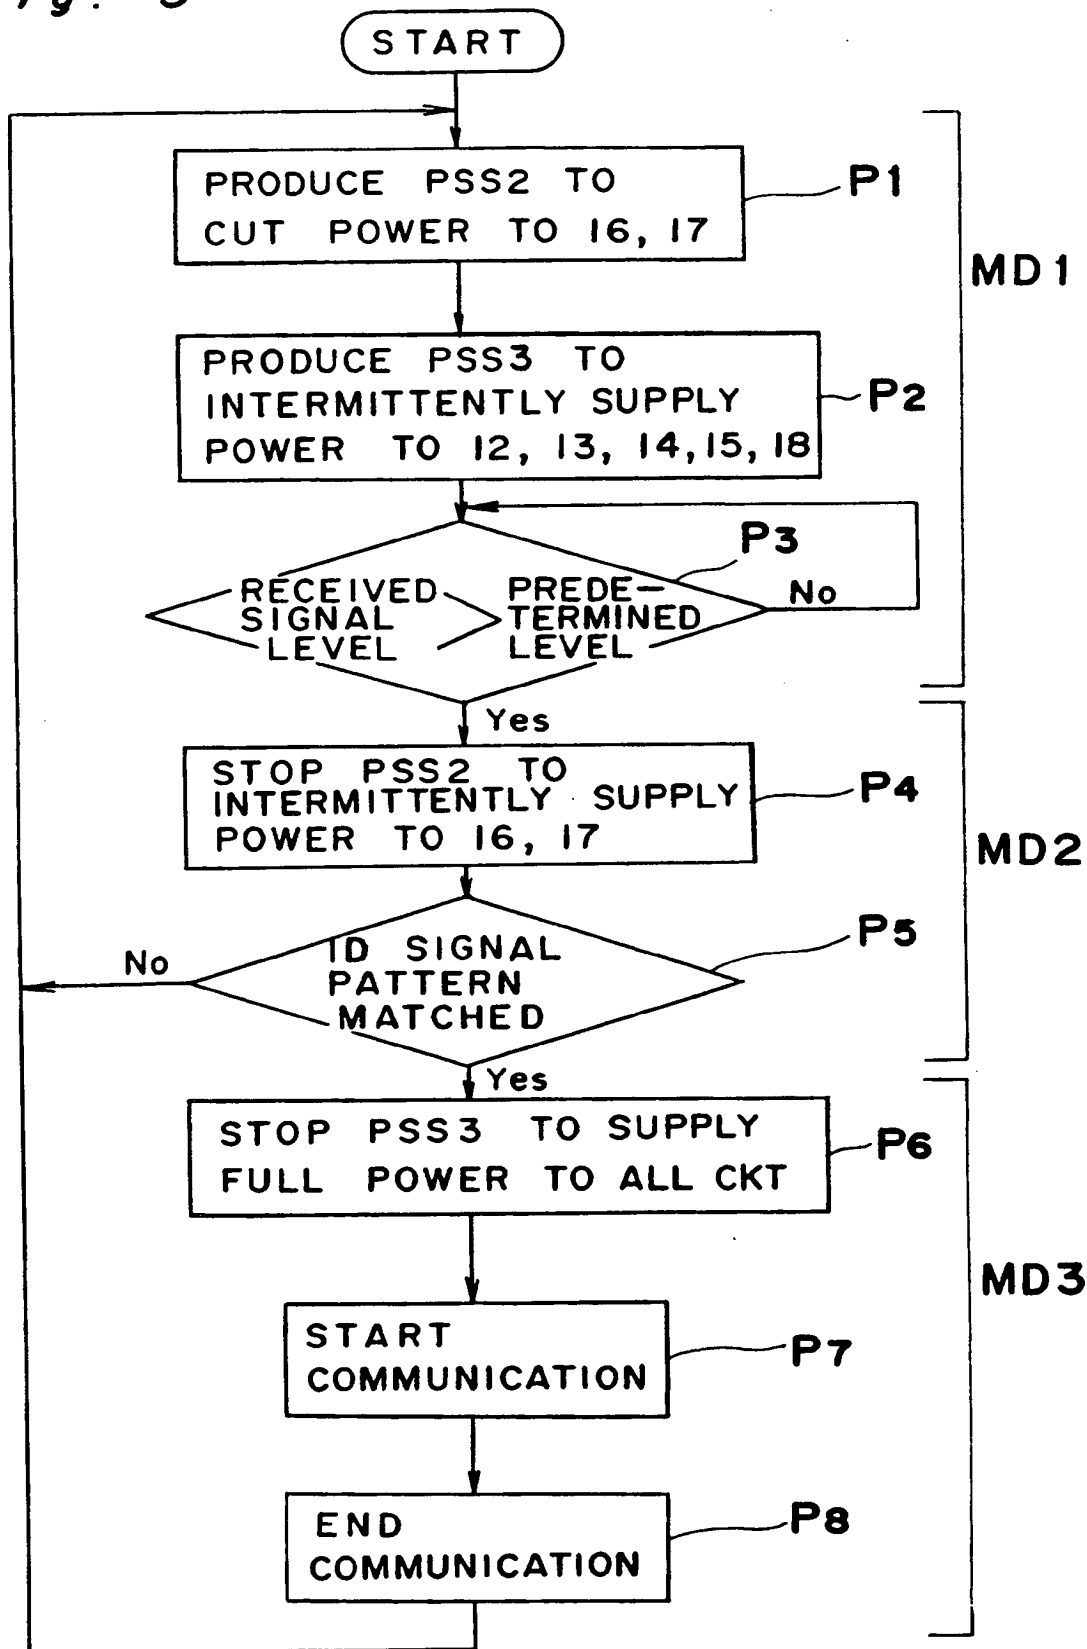 START
PRODUCE PSS2 TO
CUT POWER TO 16, 17
P1
MD1
PRODUCE PSS3 TO
INTERMITTENTLY SUPPLY
POWER TO 12, 13, 14, 15, 18
P2
P3
RECEIVED
SIGNAL
LEVEL
>
PREDE-
TERMINED
LEVEL
No
Yes
STOP PSS2 TO
INTERMITTENTLY SUPPLY
POWER TO 16, 17
P4
MD2
ID SIGNAL
PATTERN
MATCHED
P5
No
Yes
STOP PSS3 TO SUPPLY
FULL POWER TO ALL CKT
P6
MD3
START
COMMUNICATION
P7
END
COMMUNICATION
P8